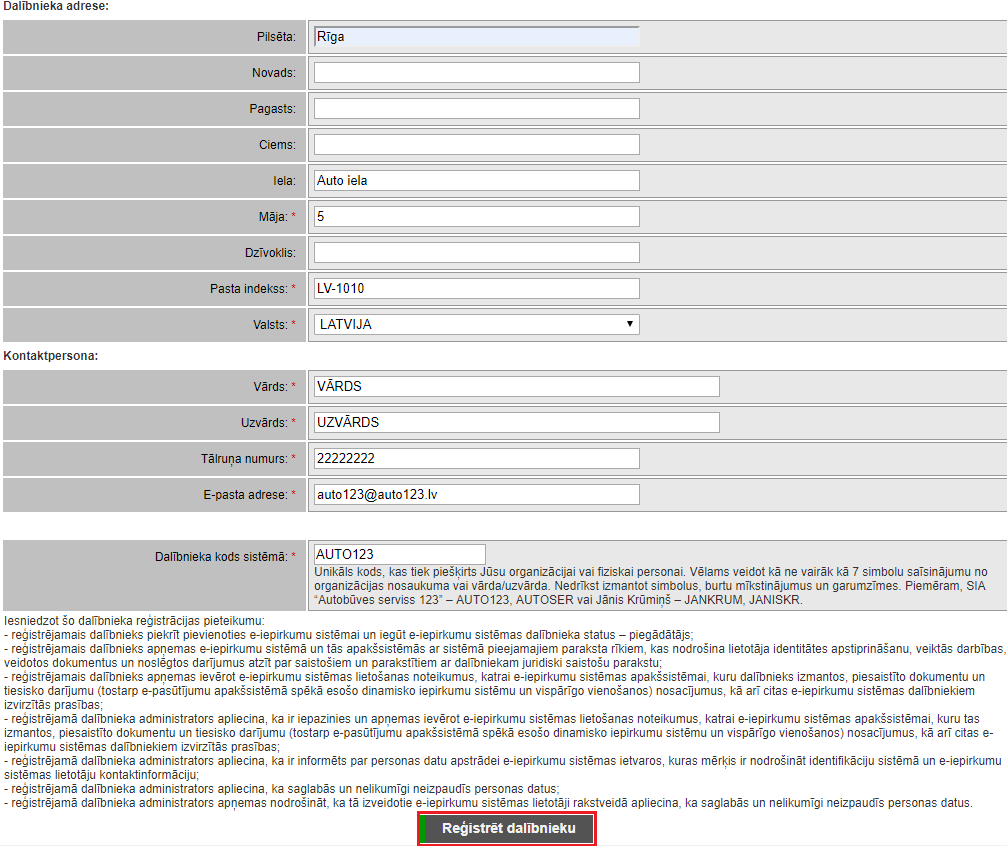 Dalībnieka adrese:
Pilsēta: Rīga
Novads:
Pagasts:
Ciems:
Iela: Auto iela
Māja: * 5
Dzīvoklis:
Pasta indekss: * LV-1010
Valsts: * LATVIJA
Kontaktpersona:
Vārds: * VĀRDS
Uzvārds: * UZVĀRDS
Tālruņa numurs: * 22222222
E-pasta adrese: * auto123@auto123.lv
Dalībnieka kods sistēmā: * AUTO123
Unikāls kods, kas tiek piešķirts Jūsu organizācijai vai fiziskai personai. Vēlams veidot kā ne vairāk kā 7 simbolu saīsinājumu no
organizācijas nosaukuma vai vārda/uzvārda. Nedrīkst izmantot simbolus, burtu mīkstinājumus un garumzīmes. Piemēram, SIA
“Autobūves serviss 123” – AUTO123, AUTOSER vai Jānis Krūmiņš – JANKRUM, JANISKR.
Iesniedzot šo dalībnieka reģistrācijas pieteikumu:
- reģistrējamais dalībnieks piekrīt pievienoties e-iepirkumu sistēmai un iegūt e-iepirkumu sistēmas dalībnieka status – piegādātājs;
- reģistrējamais dalībnieks apņemas e-iepirkumu sistēmā un tās apakšsistēmās ar sistēmā pieejamajiem paraksta rīkiem, kas nodrošina lietotāja identitātes apstiprināšanu, veiktās darbības,
veidotos dokumentus un noslēgtos darījumus atzīt par saistošiem un parakstītiem ar dalībniekam juridiski saistošu parakstu;
- reģistrējamais dalībnieks apņemas ievērot e-iepirkumu sistēmas lietošanas noteikumus, katrai e-iepirkumu sistēmas apakšsistēmai, kuru dalībnieks izmantos, piesaistīto dokumentu un
tiesisko darījumu (tostarp e-pasūtījumu apakšsistēmā spēkā esošo dinamisko iepirkumu sistēmu un vispārīgo vienošanos) nosacījumus, kā arī citas e-iepirkumu sistēmas dalībniekiem
izvirzītās prasības;
- reģistrējamā dalībnieka administrators apliecina, ka ir iepazinies un apņemas ievērot e-iepirkumu sistēmas lietošanas noteikumus, katrai e-iepirkumu sistēmas apakšsistēmai, kuru tas
izmantos, piesaistīto dokumentu un tiesisko darījumu (tostarp e-pasūtījumu apakšsistēmā spēkā esošo dinamisko iepirkumu sistēmu un vispārīgo vienošanos) nosacījumus, kā arī citas e-
iepirkumu sistēmas dalībniekiem izvirzītās prasības;
- reģistrējamā dalībnieka administrators apliecina, ka ir informēts par personas datu apstrādei e-iepirkumu sistēmas ietvaros, kuras mērķis ir nodrošināt identifikāciju sistēmā un e-iepirkumu
sistēmas lietotāju kontaktinformāciju;
- reģistrējamā dalībnieka administrators apliecina, ka saglabās un nelikumīgi neizpaudīs personas datus;
- reģistrējamā dalībnieka administrators apņemas nodrošināt, ka tā izveidotie e-iepirkumu sistēmas lietotāji rakstveidā apliecina, ka saglabās un nelikumīgi neizpaudīs personas datus.
Reģistrēt dalībnieku